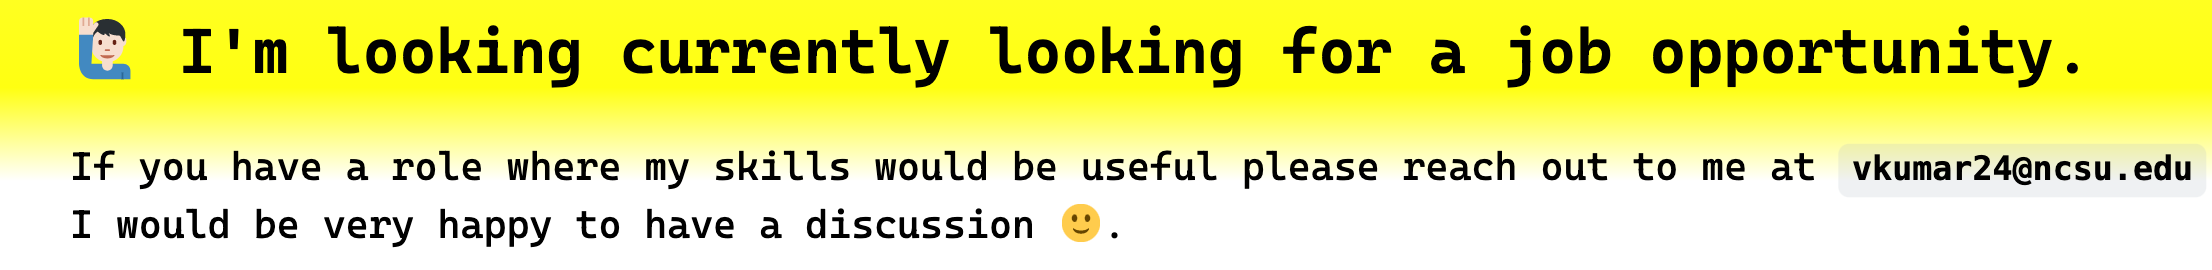 🙋🏻‍♂️ I'm looking currently looking for a job opportunity.
If you have a role where my skills would be useful please reach out to me at vkumar24@ncsu.edu
I would be very happy to have a discussion 🙂.